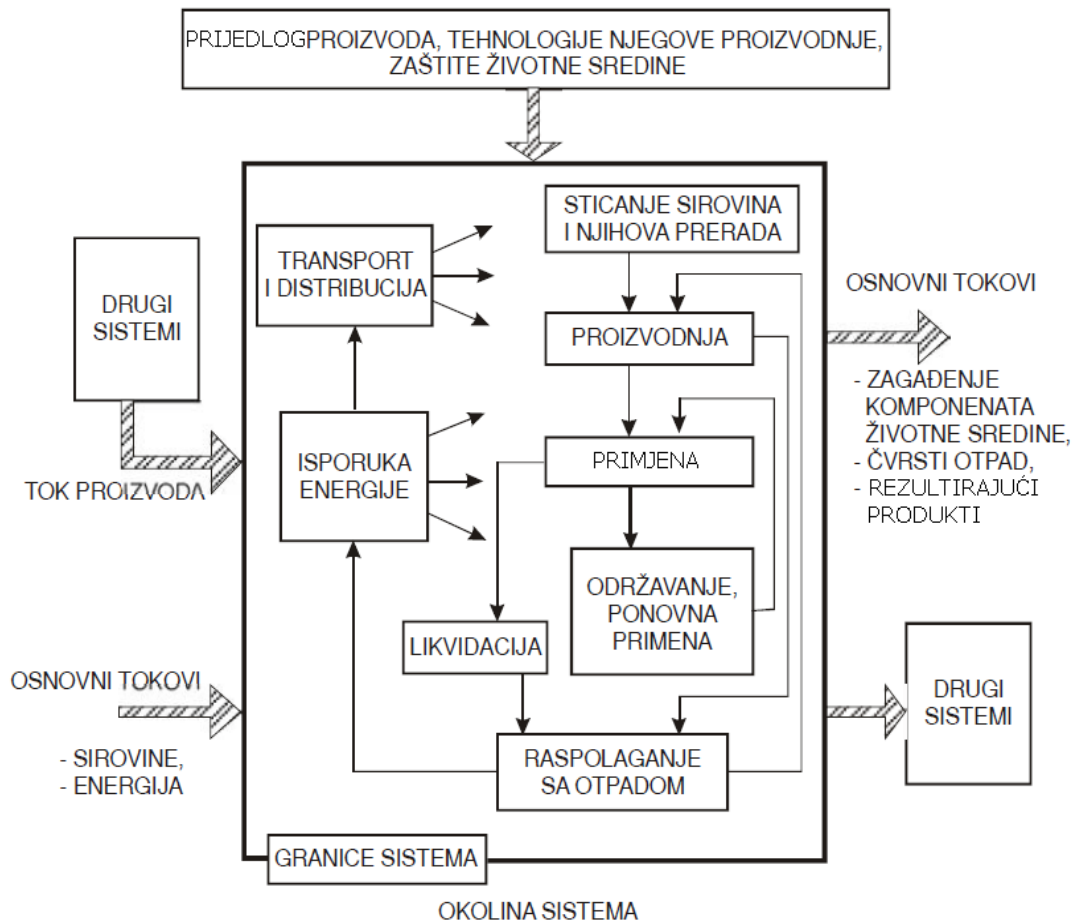 PRIJEDLOGPROIZVODA, TEHNOLOGIJE NJEGOVE PROIZVODNJE,
ZAŠTITE ŽIVOTNE SREDINE
DRUGI
SISTEMI
TOK PROIZVODA
OSNOVNI TOKOVI
- SIROVINE,
- ENERGIJA
TRANSPORT
I DISTRIBUCIJA
ISPORUKA
ENERGIJE
STICANJE SIROVINA
I NJIHOVA PRERADA
PROIZVODNJA
PRIMJENA
ODRŽAVANJE,
PONOVNA
PRIMENA
LIKVIDACIJA
RASPOLAGANJE
SA OTPADOM
GRANICE SISTEMA
OSNOVNI TOKOVI
- ZAGAĐENJE
KOMPONENATA
ŽIVOTNE SREDINE,
- ČVRSTI OTPAD,
- REZULTIRAJUĆI
PRODUKTI
DRUGI
SISTEMI
OKOLINA SISTEMA